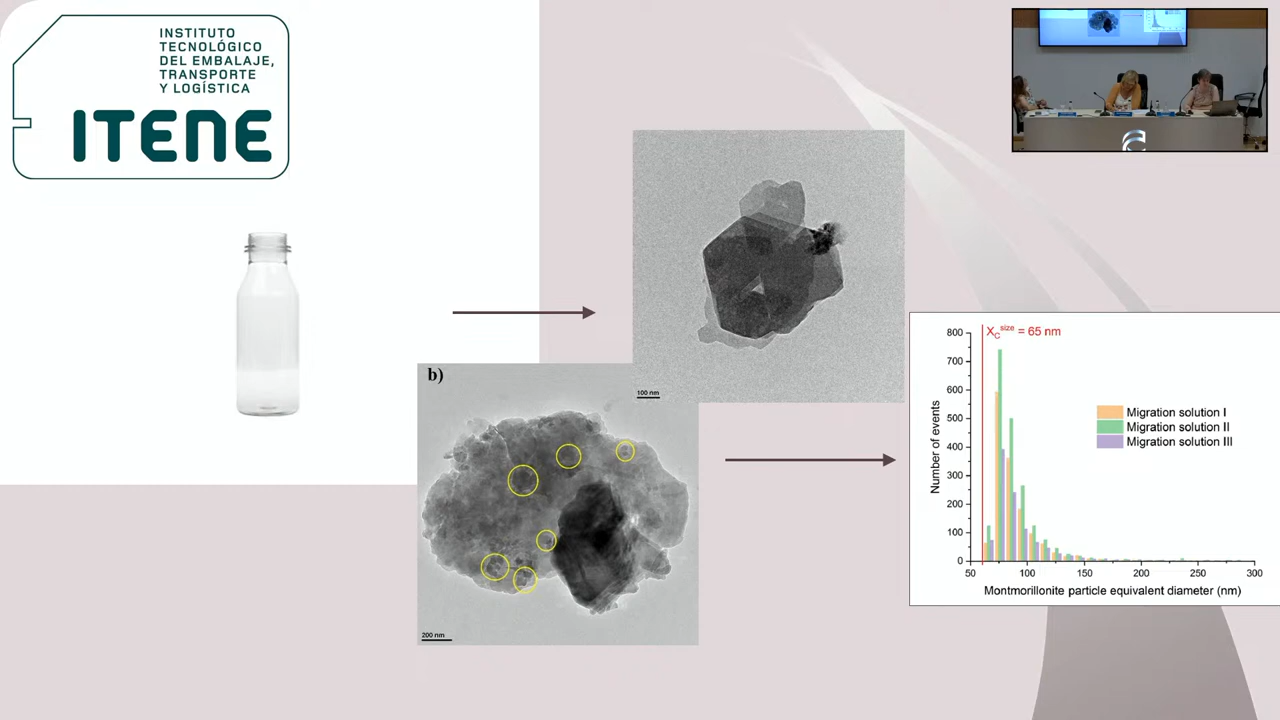 INSTITUTO
TECNOLÓGICO
DEL EMBALAJE,
TRANSPORTE
Y LOGÍSTICA
ITENE
100 nm
b)
200 nm
Xc^size = 65 nm
Migration solution I
Migration solution II
Migration solution III
Number of events
800
700
600
500
400
300
200
100
0
50 100 150 200 250 300
Montmorillonite particle equivalent diameter (nm)